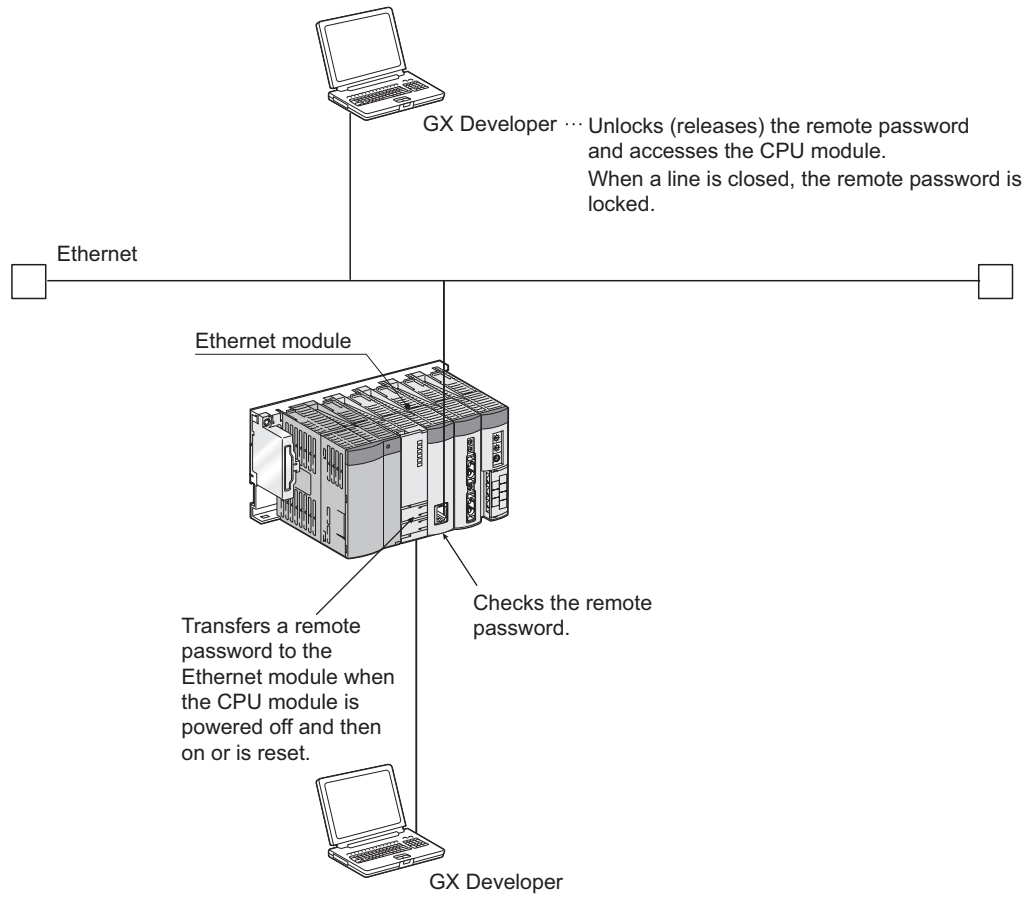 GX Developer ··· Unlocks (releases) the remote password
and accesses the CPU module.
When a line is closed, the remote password is
locked.
Ethernet
Ethernet module
Checks the remote
password.
Transfers a remote
password to the
Ethernet module when
the CPU module is
powered off and then
on or is reset.
GX Developer